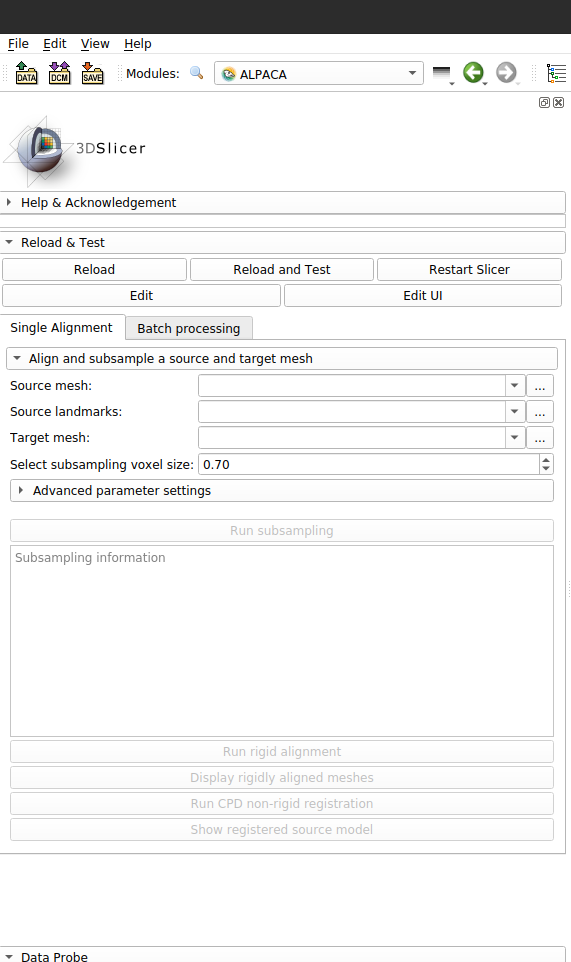 File Edit View Help
DATA DCM SAVE Modules: ALPACA
3DSlicer
Help & Acknowledgement
Reload & Test
Reload Reload and Test Restart Slicer
Edit Edit UI
Single Alignment Batch processing
Align and subsample a source and target mesh
Source mesh: ...
Source landmarks: ...
Target mesh: ...
Select subsampling voxel size: 0.70
Advanced parameter settings
Run subsampling
Subsampling information
Run rigid alignment
Display rigidly aligned meshes
Run CPD non-rigid registration
Show registered source model
Data Probe